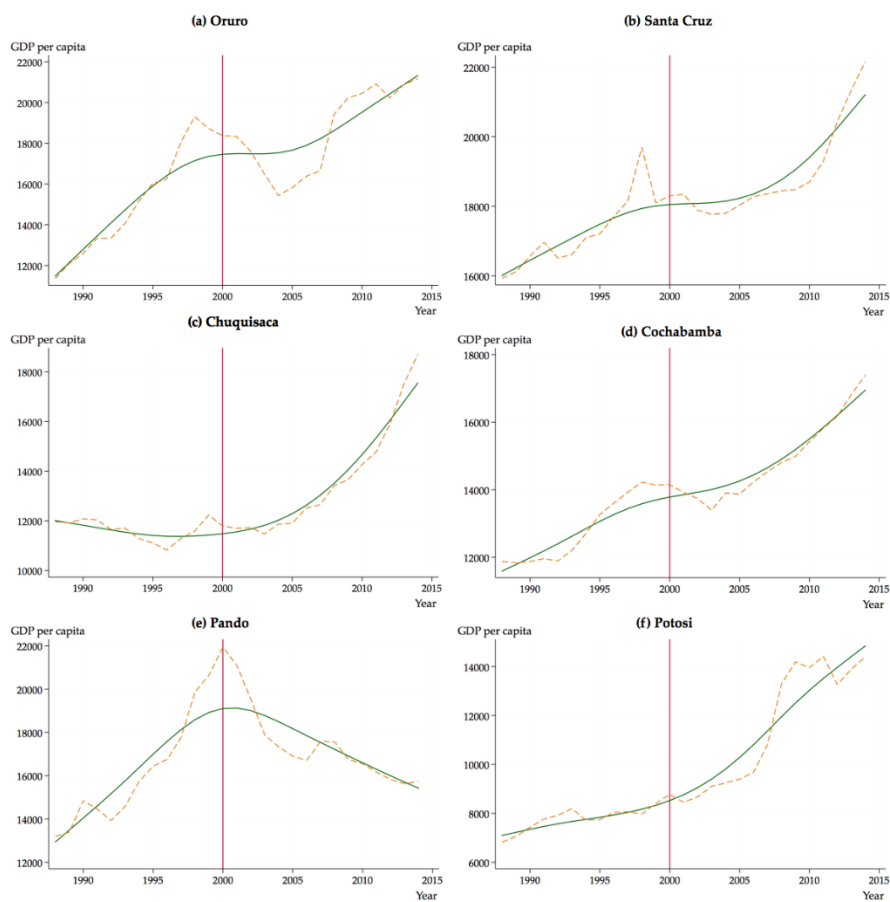 (a) Oruro
GDP per capita
22000
20000
18000
16000
14000
12000
1990 1995 2000 2005 2010 2015
Year
(b) Santa Cruz
GDP per capita
22000
20000
18000
16000
1990 1995 2000 2005 2010 2015
Year
(c) Chuquisaca
GDP per capita
18000
16000
14000
12000
10000
1990 1995 2000 2005 2010 2015
Year
(d) Cochabamba
GDP per capita
18000
16000
14000
12000
1990 1995 2000 2005 2010 2015
Year
(e) Pando
GDP per capita
22000
20000
18000
16000
14000
12000
1990 1995 2000 2005 2010 2015
Year
(f) Potosi
GDP per capita
14000
12000
10000
8000
6000
1990 1995 2000 2005 2010 2015
Year